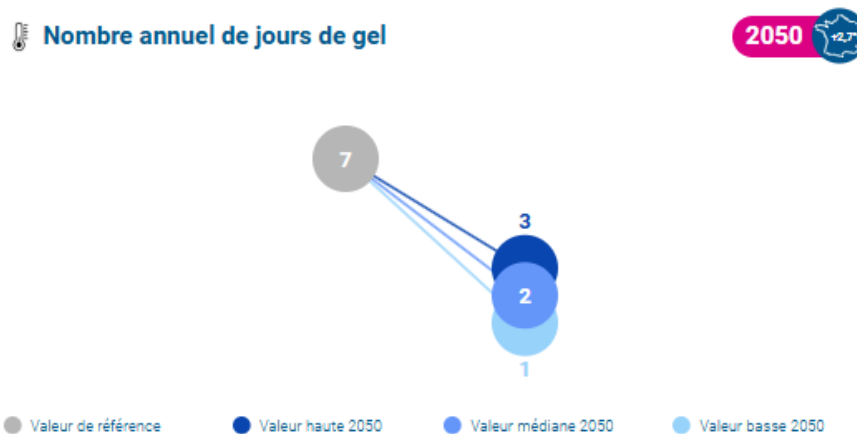 Nombre annuel de jours de gel
2050 +2,7°
7
3
2
1
Valeur de référence Valeur haute 2050 Valeur médiane 2050 Valeur basse 2050